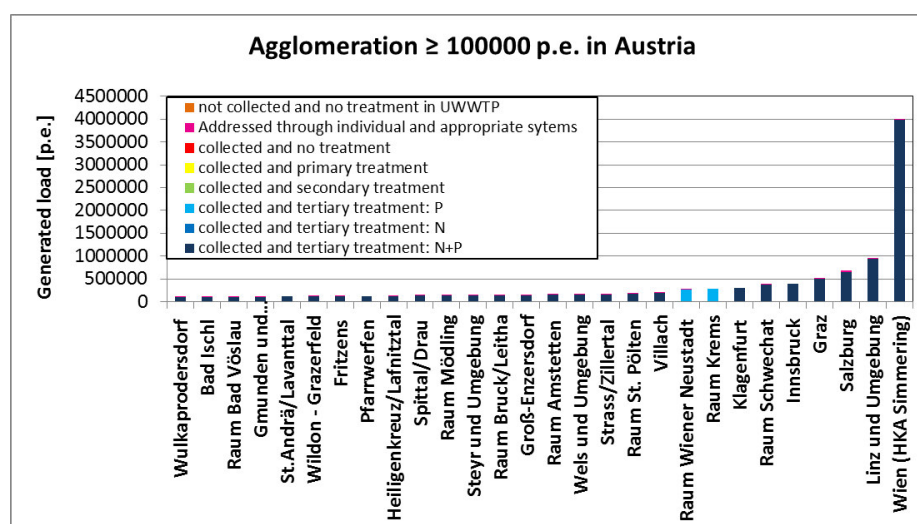 Agglomeration ≥ 100000 p.e. in Austria
Generated load [p.e.]
4500000
4000000
3500000
3000000
2500000
2000000
1500000
1000000
500000
0
not collected and no treatment in UWWTP
Addressed through individual and appropriate sytems
collected and no treatment
collected and primary treatment
collected and secondary treatment
collected and tertiary treatment: P
collected and tertiary treatment: N
collected and tertiary treatment: N+P
Wulkaprodersdorf
Bad Ischl
Raum Bad Vöslau
Gmunden und...
St.Andrä/Lavanttal
Wildon - Grazerfeld
Fritzens
Pfarrwerfen
Heiligenkreuz/Lafnitztal
Spittal/Drau
Raum Mödling
Steyr und Umgebung
Raum Bruck/Leitha
Groß-Enzersdorf
Raum Amstetten
Wels und Umgebung
Strass/Zillertal
Raum St. Pölten
Villach
Raum Wiener Neustadt
Raum Krems
Klagenfurt
Raum Schwechat
Innsbruck
Graz
Salzburg
Linz und Umgebung
Wien (HKA Simmering)